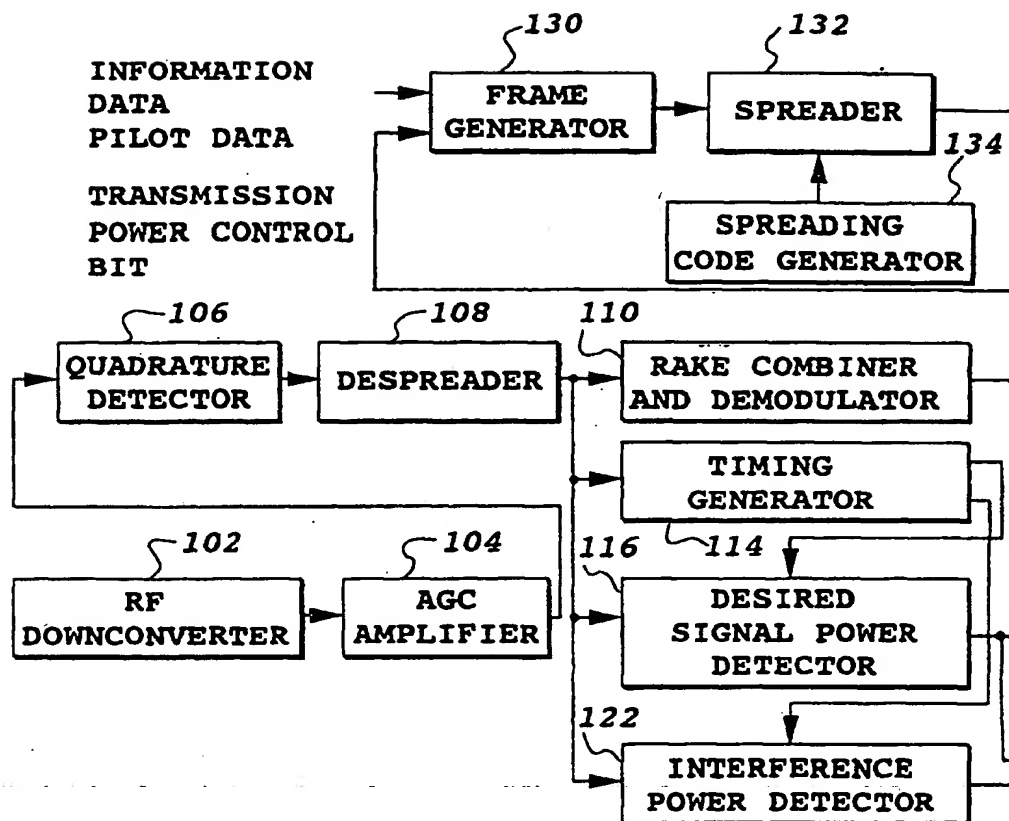 130
132
INFORMATION
DATA
PILOT DATA
FRAME
GENERATOR
SPREADER
134
TRANSMISSION
POWER CONTROL
BIT
SPREADING
CODE GENERATOR
106
108
110
QUADRATURE
DETECTOR
DESPREADER
RAKE COMBINER
AND DEMODULATOR
TIMING
GENERATOR
102
104
116
114
RF
DOWNCONVERTER
AGC
AMPLIFIER
DESIRED
SIGNAL POWER
DETECTOR
122
INTERFERENCE
POWER DETECTOR